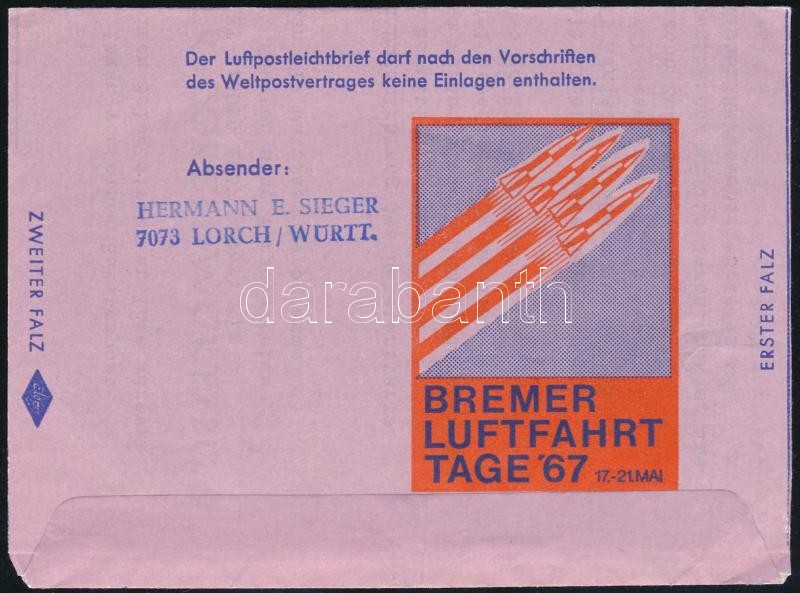 Der Luftpostleichtbrief darf nach den Vorschriften
des Weltpostvertrages keine Einlagen enthalten.
Absender:
HERMANN E. SIEGER
7073 LORCH/WÜRTT.
ZWEITER FALZ
ERSTER FALZ
darabanth
BREMER
LUFTFAHRT
TAGE '67 17.-21.MAI